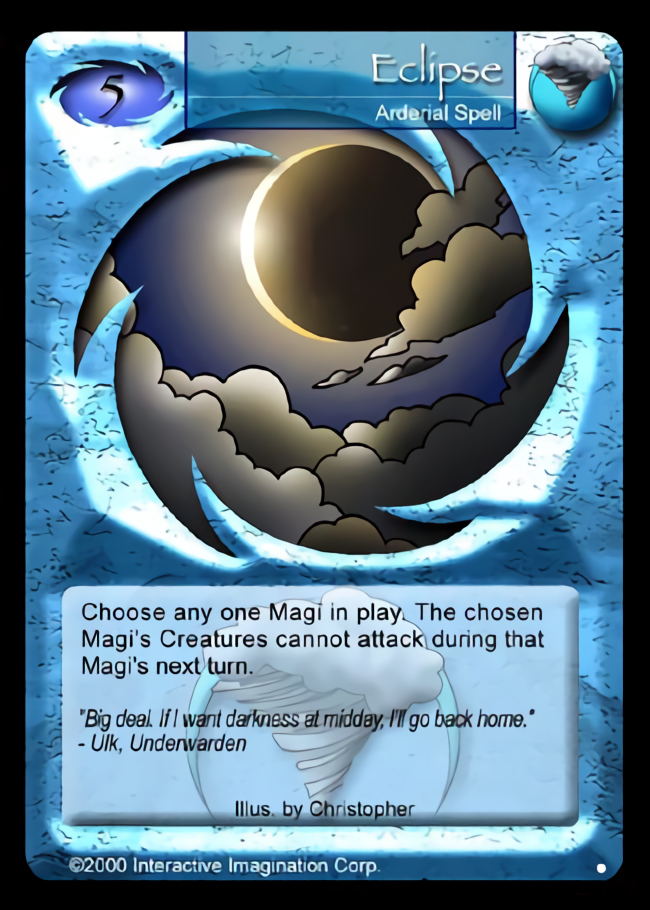 5
Eclipse
Arderial Spell
Choose any one Magi in play. The chosen
Magi's Creatures cannot attack during that
Magi's next turn.
"Big deal. If I want darkness at midday, I'll go back home."
- Ulk, Underwarden
Illus. by Christopher
©2000 Interactive Imagination Corp.